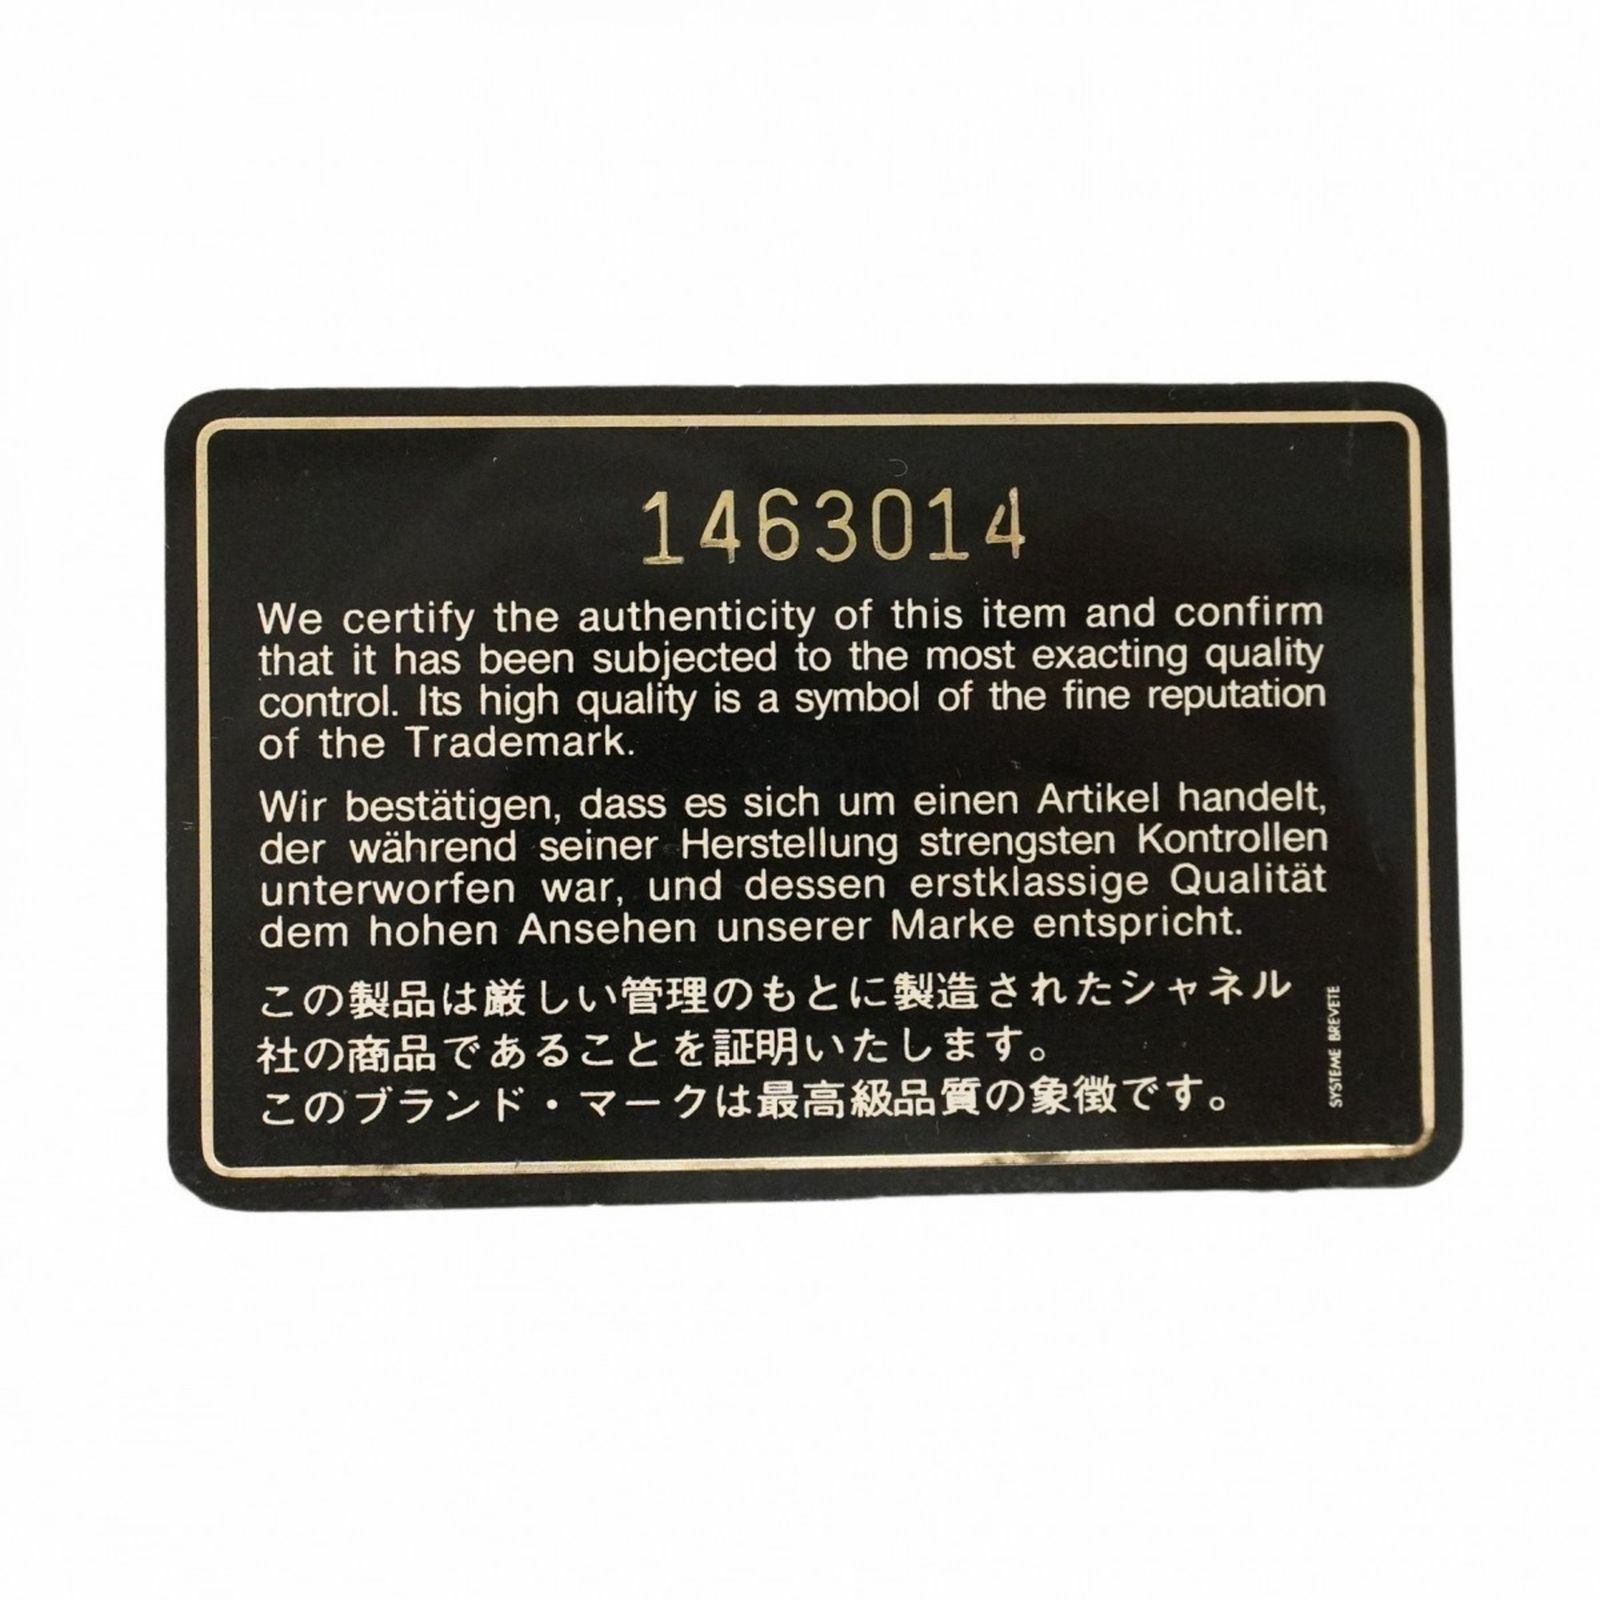 1463014
We certify the authenticity of this item and confirm
that it has been subjected to the most exacting quality
control. Its high quality is a symbol of the fine reputation
of the Trademark.
Wir bestätigen, dass es sich um einen Artikel handelt,
der während seiner Herstellung strengsten Kontrollen
unterworfen war, und dessen erstklassige Qualität
dem hohen Ansehen unserer Marke entspricht.
この製品は厳しい管理のもとに製造されたシャネル
社の商品であることを証明いたします。
このブランド・マークは最高級品質の象徴です。
SYSTEME BREVETE